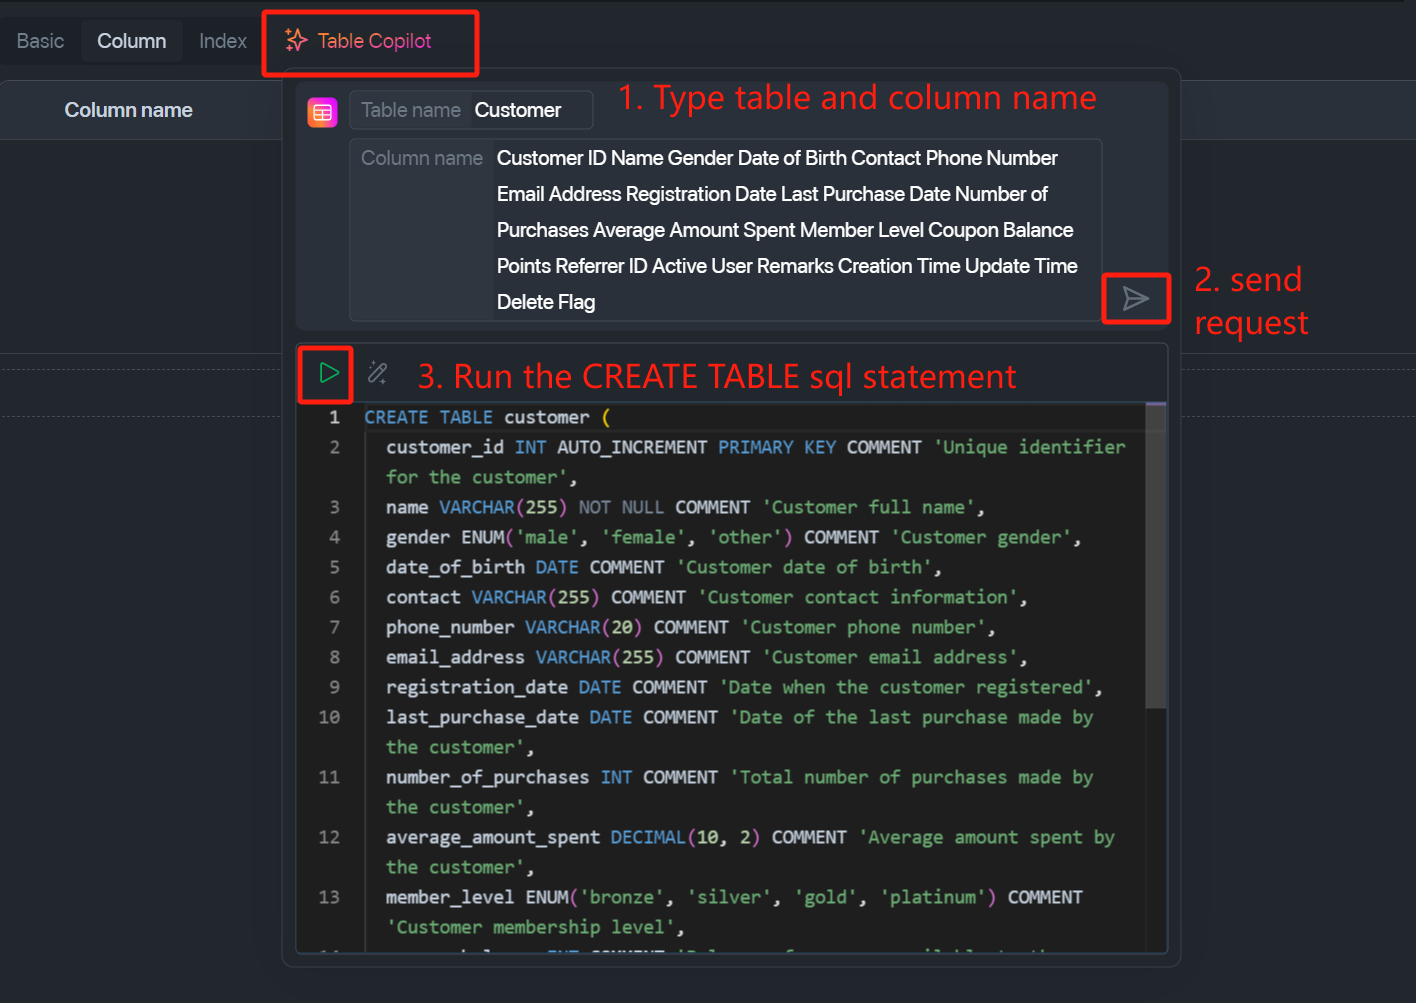 Basic Column Index Table Copilot
Column name
Table name Customer
1. Type table and column name
Column name Customer ID Name Gender Date of Birth Contact Phone Number
Email Address Registration Date Last Purchase Date Number of
Purchases Average Amount Spent Member Level Coupon Balance
Points Referrer ID Active User Remarks Creation Time Update Time
Delete Flag
2. send
request
3. Run the CREATE TABLE sql statement
1 CREATE TABLE customer (
2 customer_id INT AUTO_INCREMENT PRIMARY KEY COMMENT 'Unique identifier
for the customer',
3 name VARCHAR(255) NOT NULL COMMENT 'Customer full name',
4 gender ENUM('male', 'female', 'other') COMMENT 'Customer gender',
5 date_of_birth DATE COMMENT 'Customer date of birth',
6 contact VARCHAR(255) COMMENT 'Customer contact information',
7 phone_number VARCHAR(20) COMMENT 'Customer phone number',
8 email_address VARCHAR(255) COMMENT 'Customer email address',
9 registration_date DATE COMMENT 'Date when the customer registered',
10 last_purchase_date DATE COMMENT 'Date of the last purchase made by
the customer',
11 number_of_purchases INT COMMENT 'Total number of purchases made by
the customer',
12 average_amount_spent DECIMAL(10, 2) COMMENT 'Average amount spent by
the customer',
13 member_level ENUM('bronze', 'silver', 'gold', 'platinum') COMMENT
'Customer membership level',